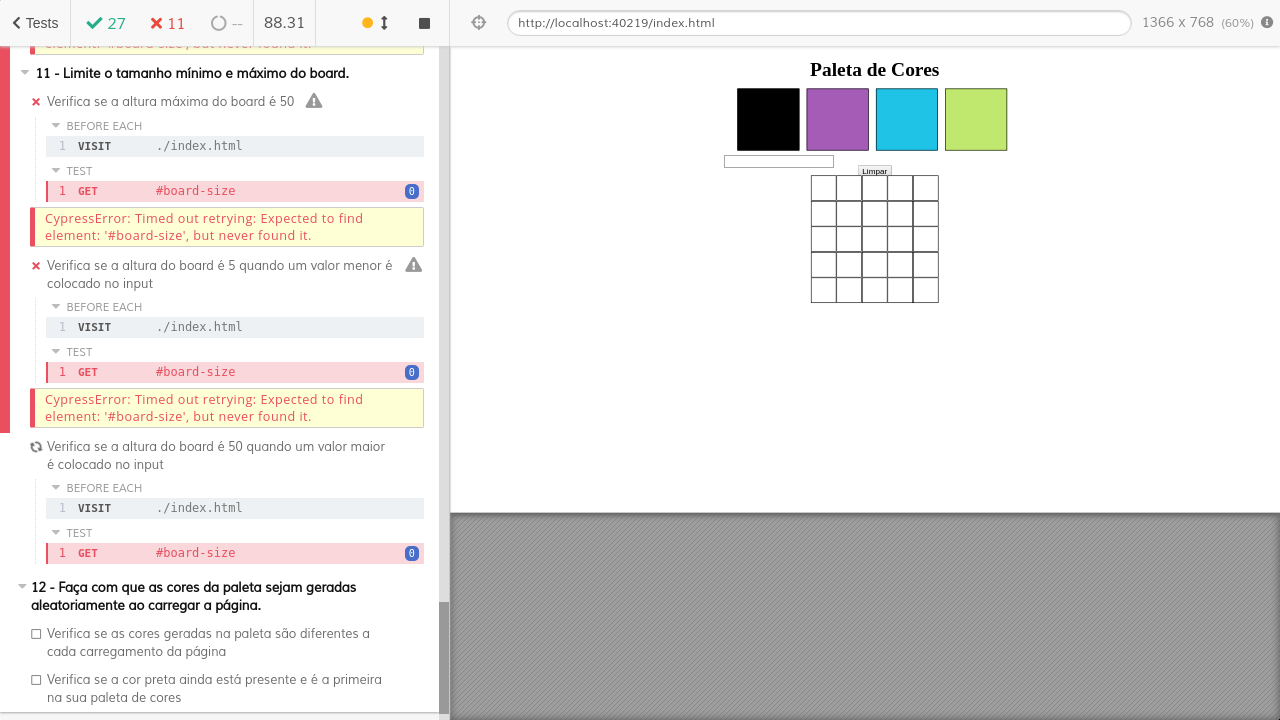 Tests
27
11
--
88.31
http://localhost:40219/index.html
1366 x 768 (60%)
element: '#board-size', but never found it.
11 - Limite o tamanho mínimo e máximo do board.
Verifica se a altura máxima do board é 50
BEFORE EACH
1 VISIT ./index.html
TEST
1 GET #board-size 0
CypressError: Timed out retrying: Expected to find
element: '#board-size', but never found it.
Verifica se a altura do board é 5 quando um valor menor é
colocado no input
BEFORE EACH
1 VISIT ./index.html
TEST
1 GET #board-size 0
CypressError: Timed out retrying: Expected to find
element: '#board-size', but never found it.
Verifica se a altura do board é 50 quando um valor maior
é colocado no input
BEFORE EACH
1 VISIT ./index.html
TEST
1 GET #board-size 0
12 - Faça com que as cores da paleta sejam geradas
aleatoriamente ao carregar a página.
Verifica se as cores geradas na paleta são diferentes a
cada carregamento da página
Verifica se a cor preta ainda está presente e é a primeira
na sua paleta de cores
Paleta de Cores
Limpar